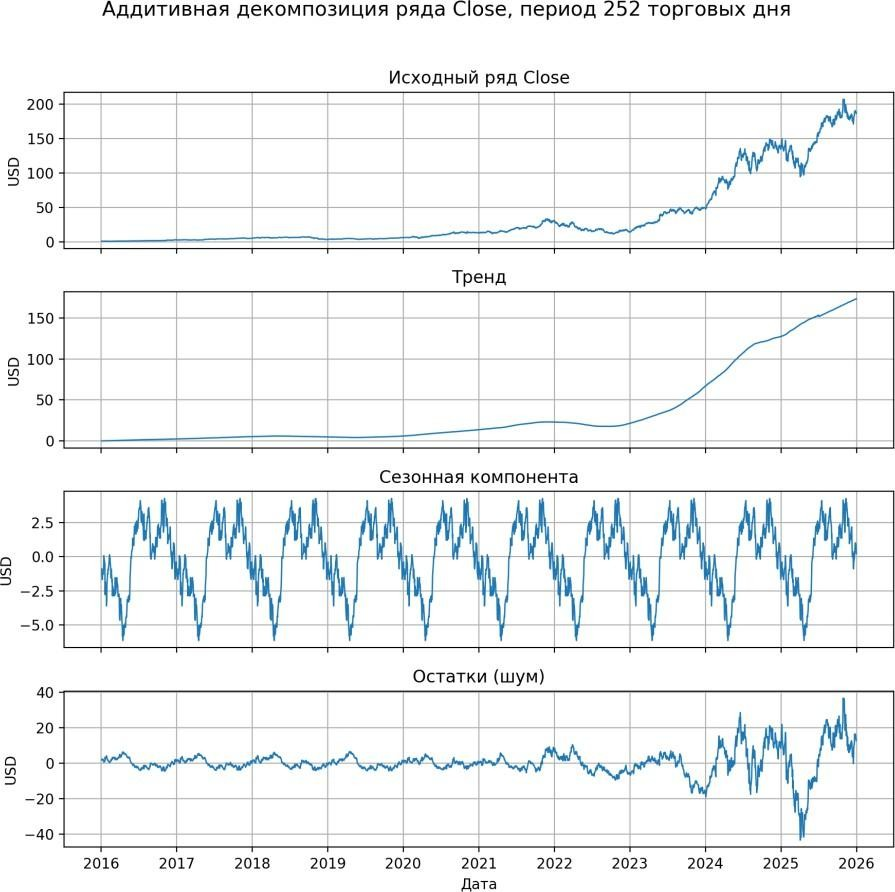 Аддитивная декомпозиция ряда Close, период 252 торговых дня
Исходный ряд Close
USD
200
150
100
50
0
Тренд
USD
150
100
50
0
Сезонная компонента
USD
2.5
0.0
−2.5
−5.0
Остатки (шум)
USD
40
20
0
−20
−40
2016 2017 2018 2019 2020 2021 2022 2023 2024 2025 2026
Дата